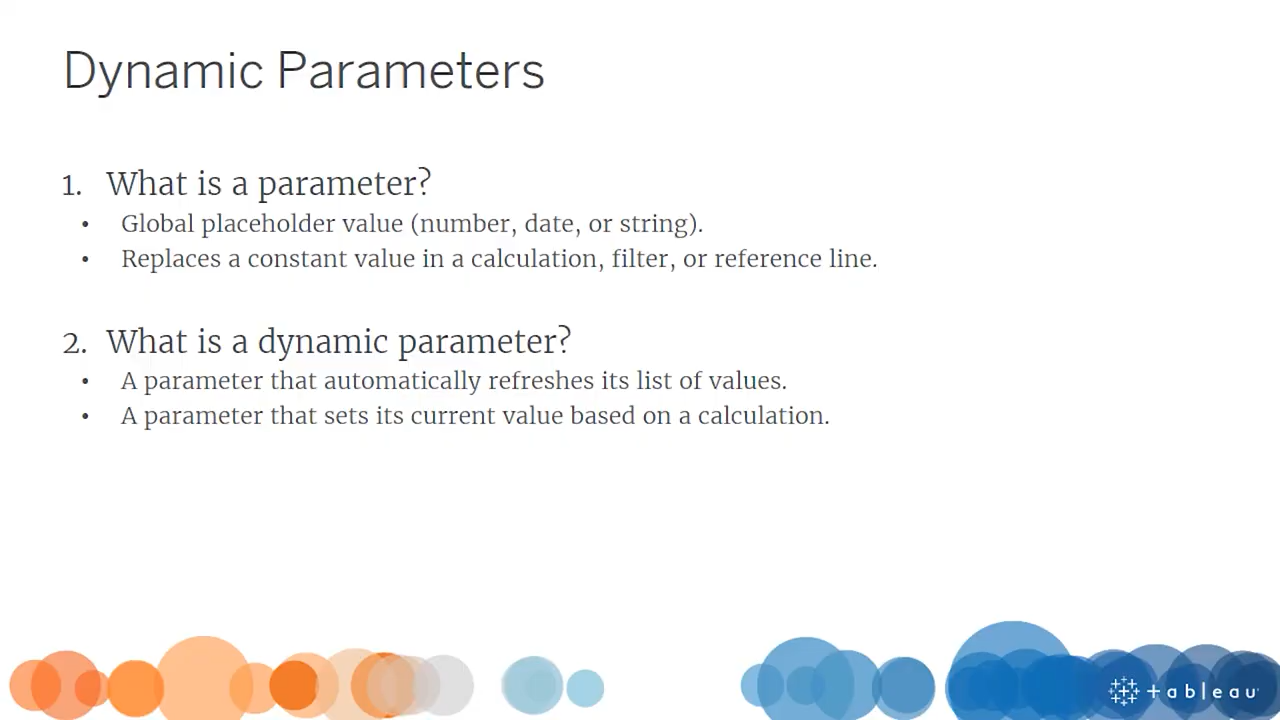 Dynamic Parameters
1. What is a parameter?
• Global placeholder value (number, date, or string).
• Replaces a constant value in a calculation, filter, or reference line.
2. What is a dynamic parameter?
• A parameter that automatically refreshes its list of values.
• A parameter that sets its current value based on a calculation.
tableau